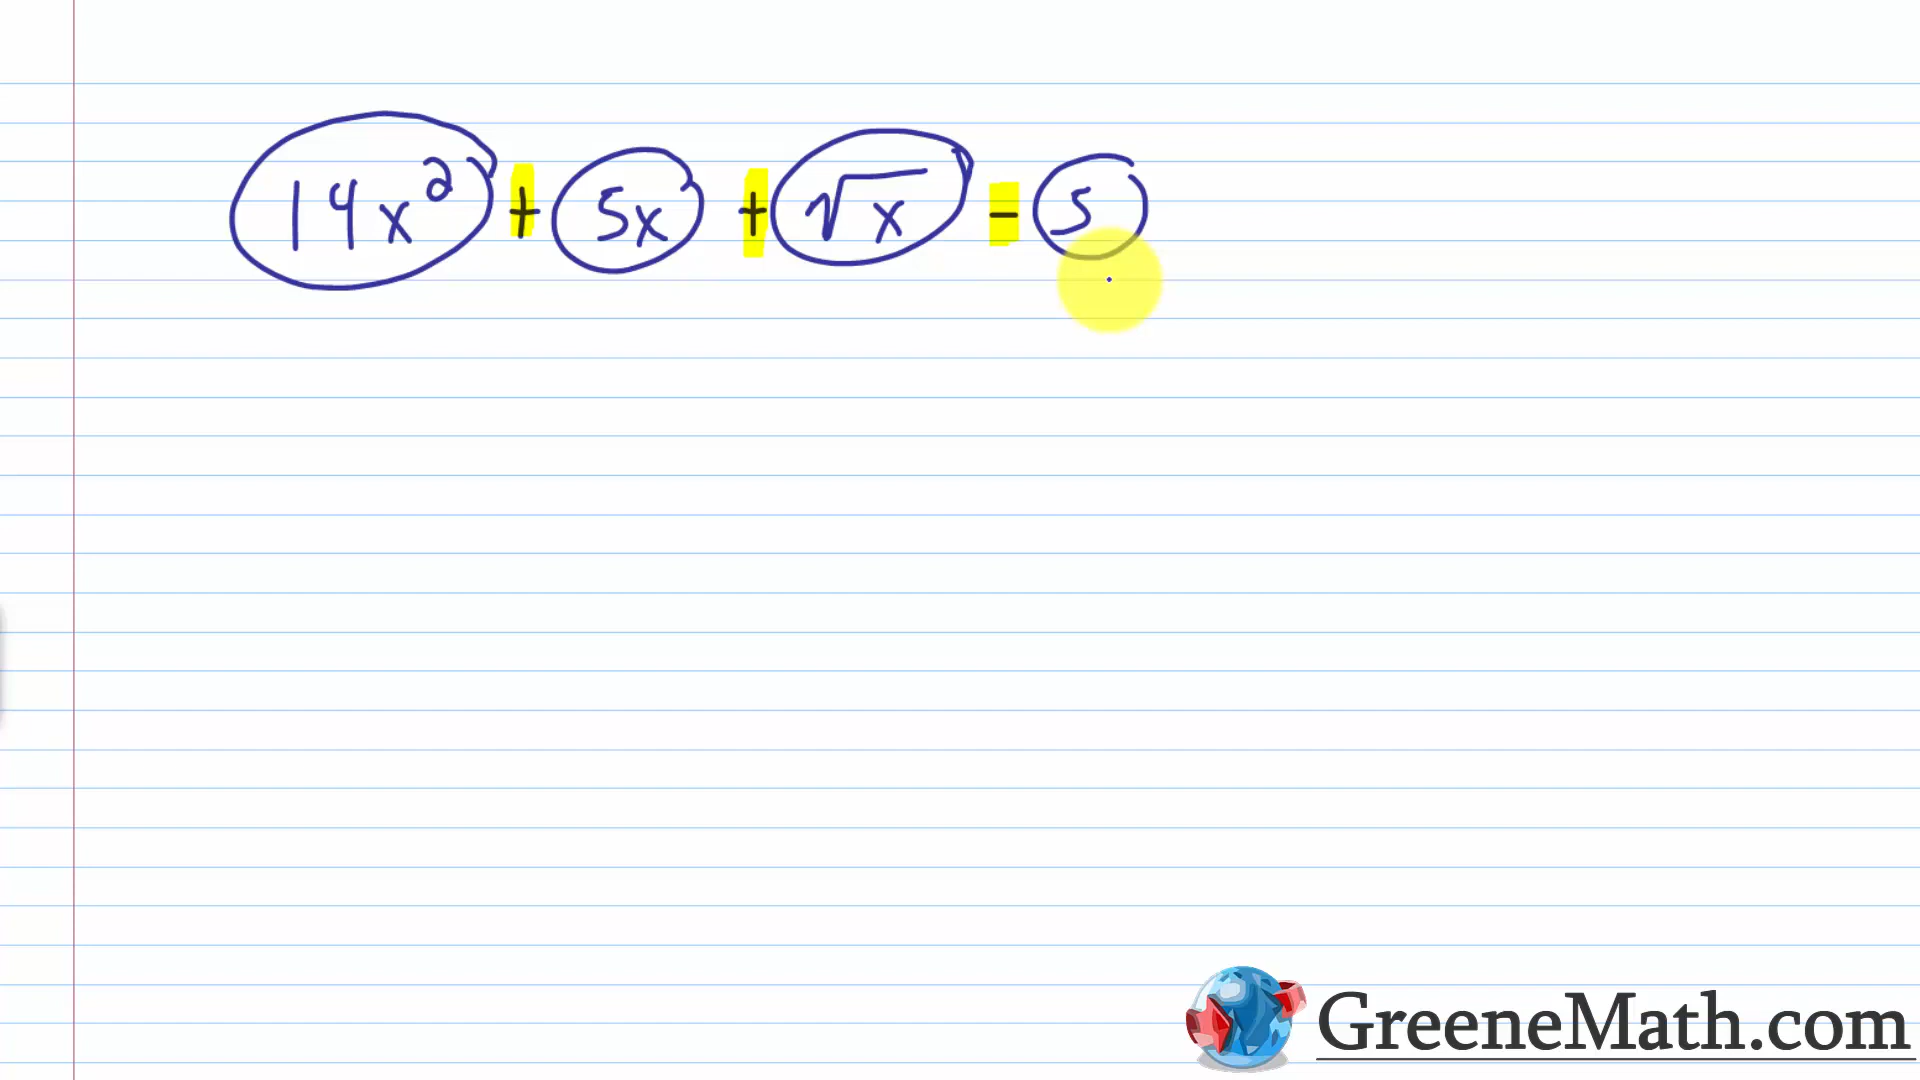 14x² + 5x + √x - 5
GreeneMath.com